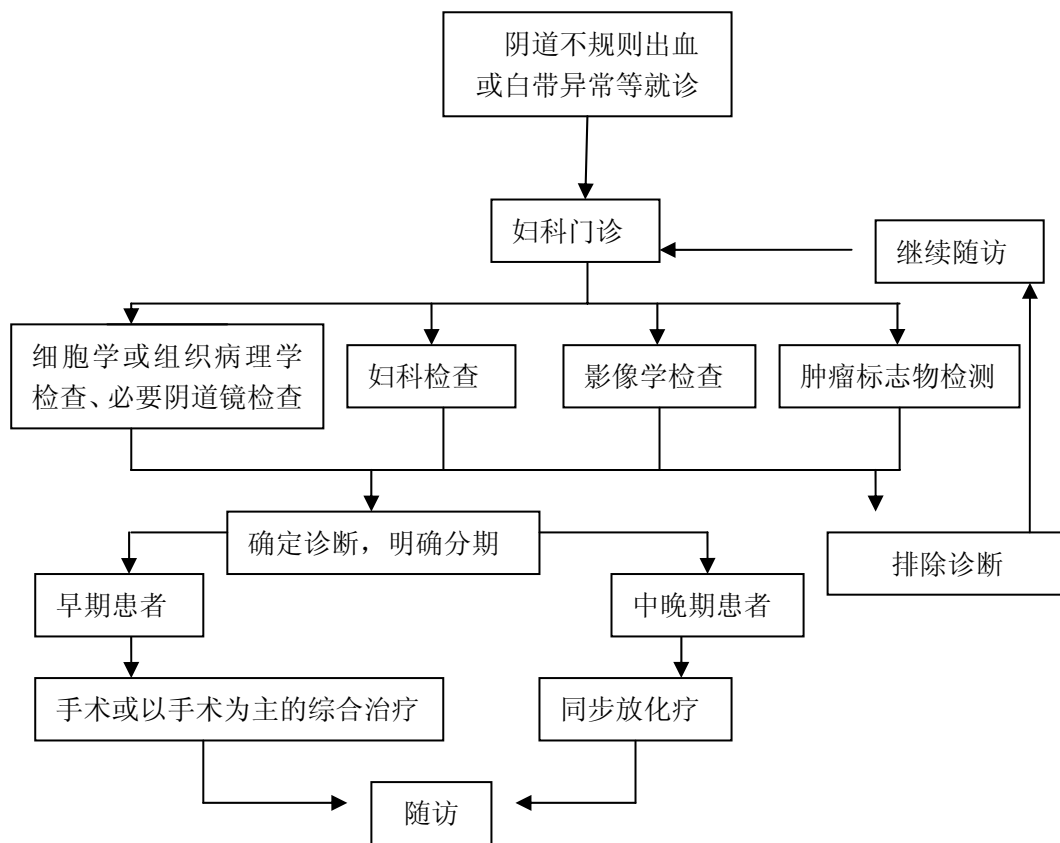 阴道不规则出血
或白带异常等就诊
妇科门诊
继续随访
细胞学或组织病理学
检查、必要阴道镜检查
妇科检查
影像学检查
肿瘤标志物检测
确定诊断，明确分期
排除诊断
早期患者
中晚期患者
手术或以手术为主的综合治疗
同步放化疗
随访